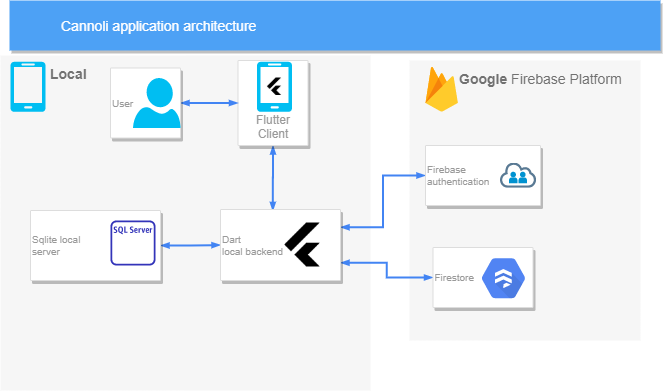 Cannoli application architecture
Local
User
Flutter
Client
Google Firebase Platform
Firebase
authentication
Sqlite local
server
SQL Server
Dart
local backend
Firestore